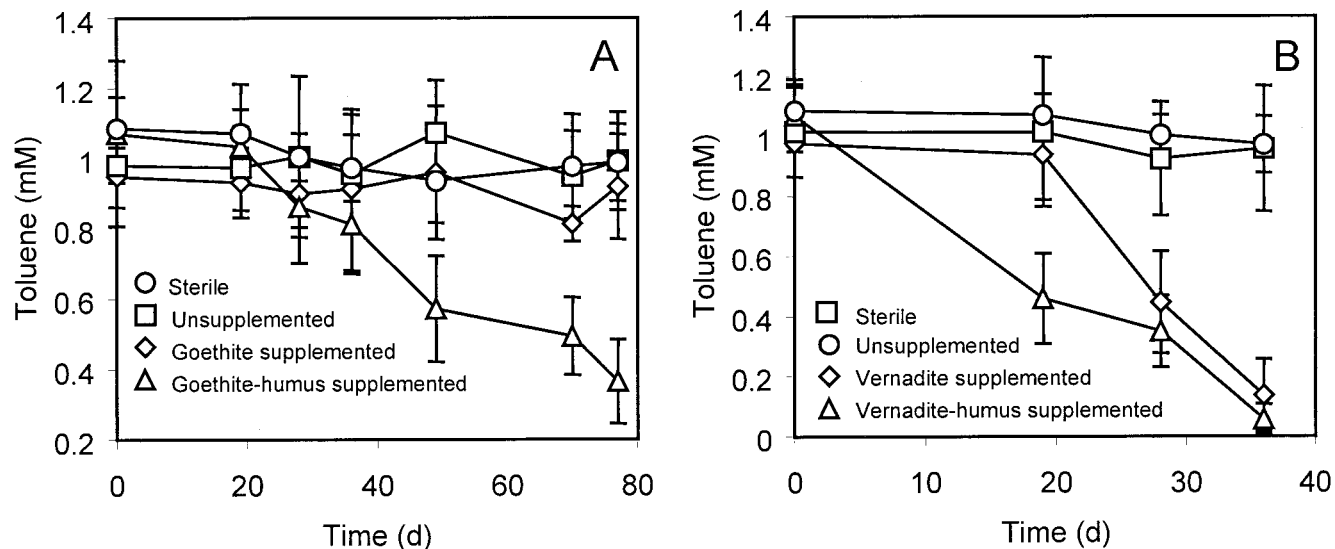 A
Toluene (mM)
1.4
1.2
1
0.8
0.6
0.4
0.2
Sterile
Unsupplemented
Goethite supplemented
Goethite-humus supplemented
0 20 40 60 80
Time (d)
B
Toluene (mM)
1.4
1.2
1
0.8
0.6
0.4
0.2
0
Sterile
Unsupplemented
Vernadite supplemented
Vernadite-humus supplemented
0 10 20 30 40
Time (d)